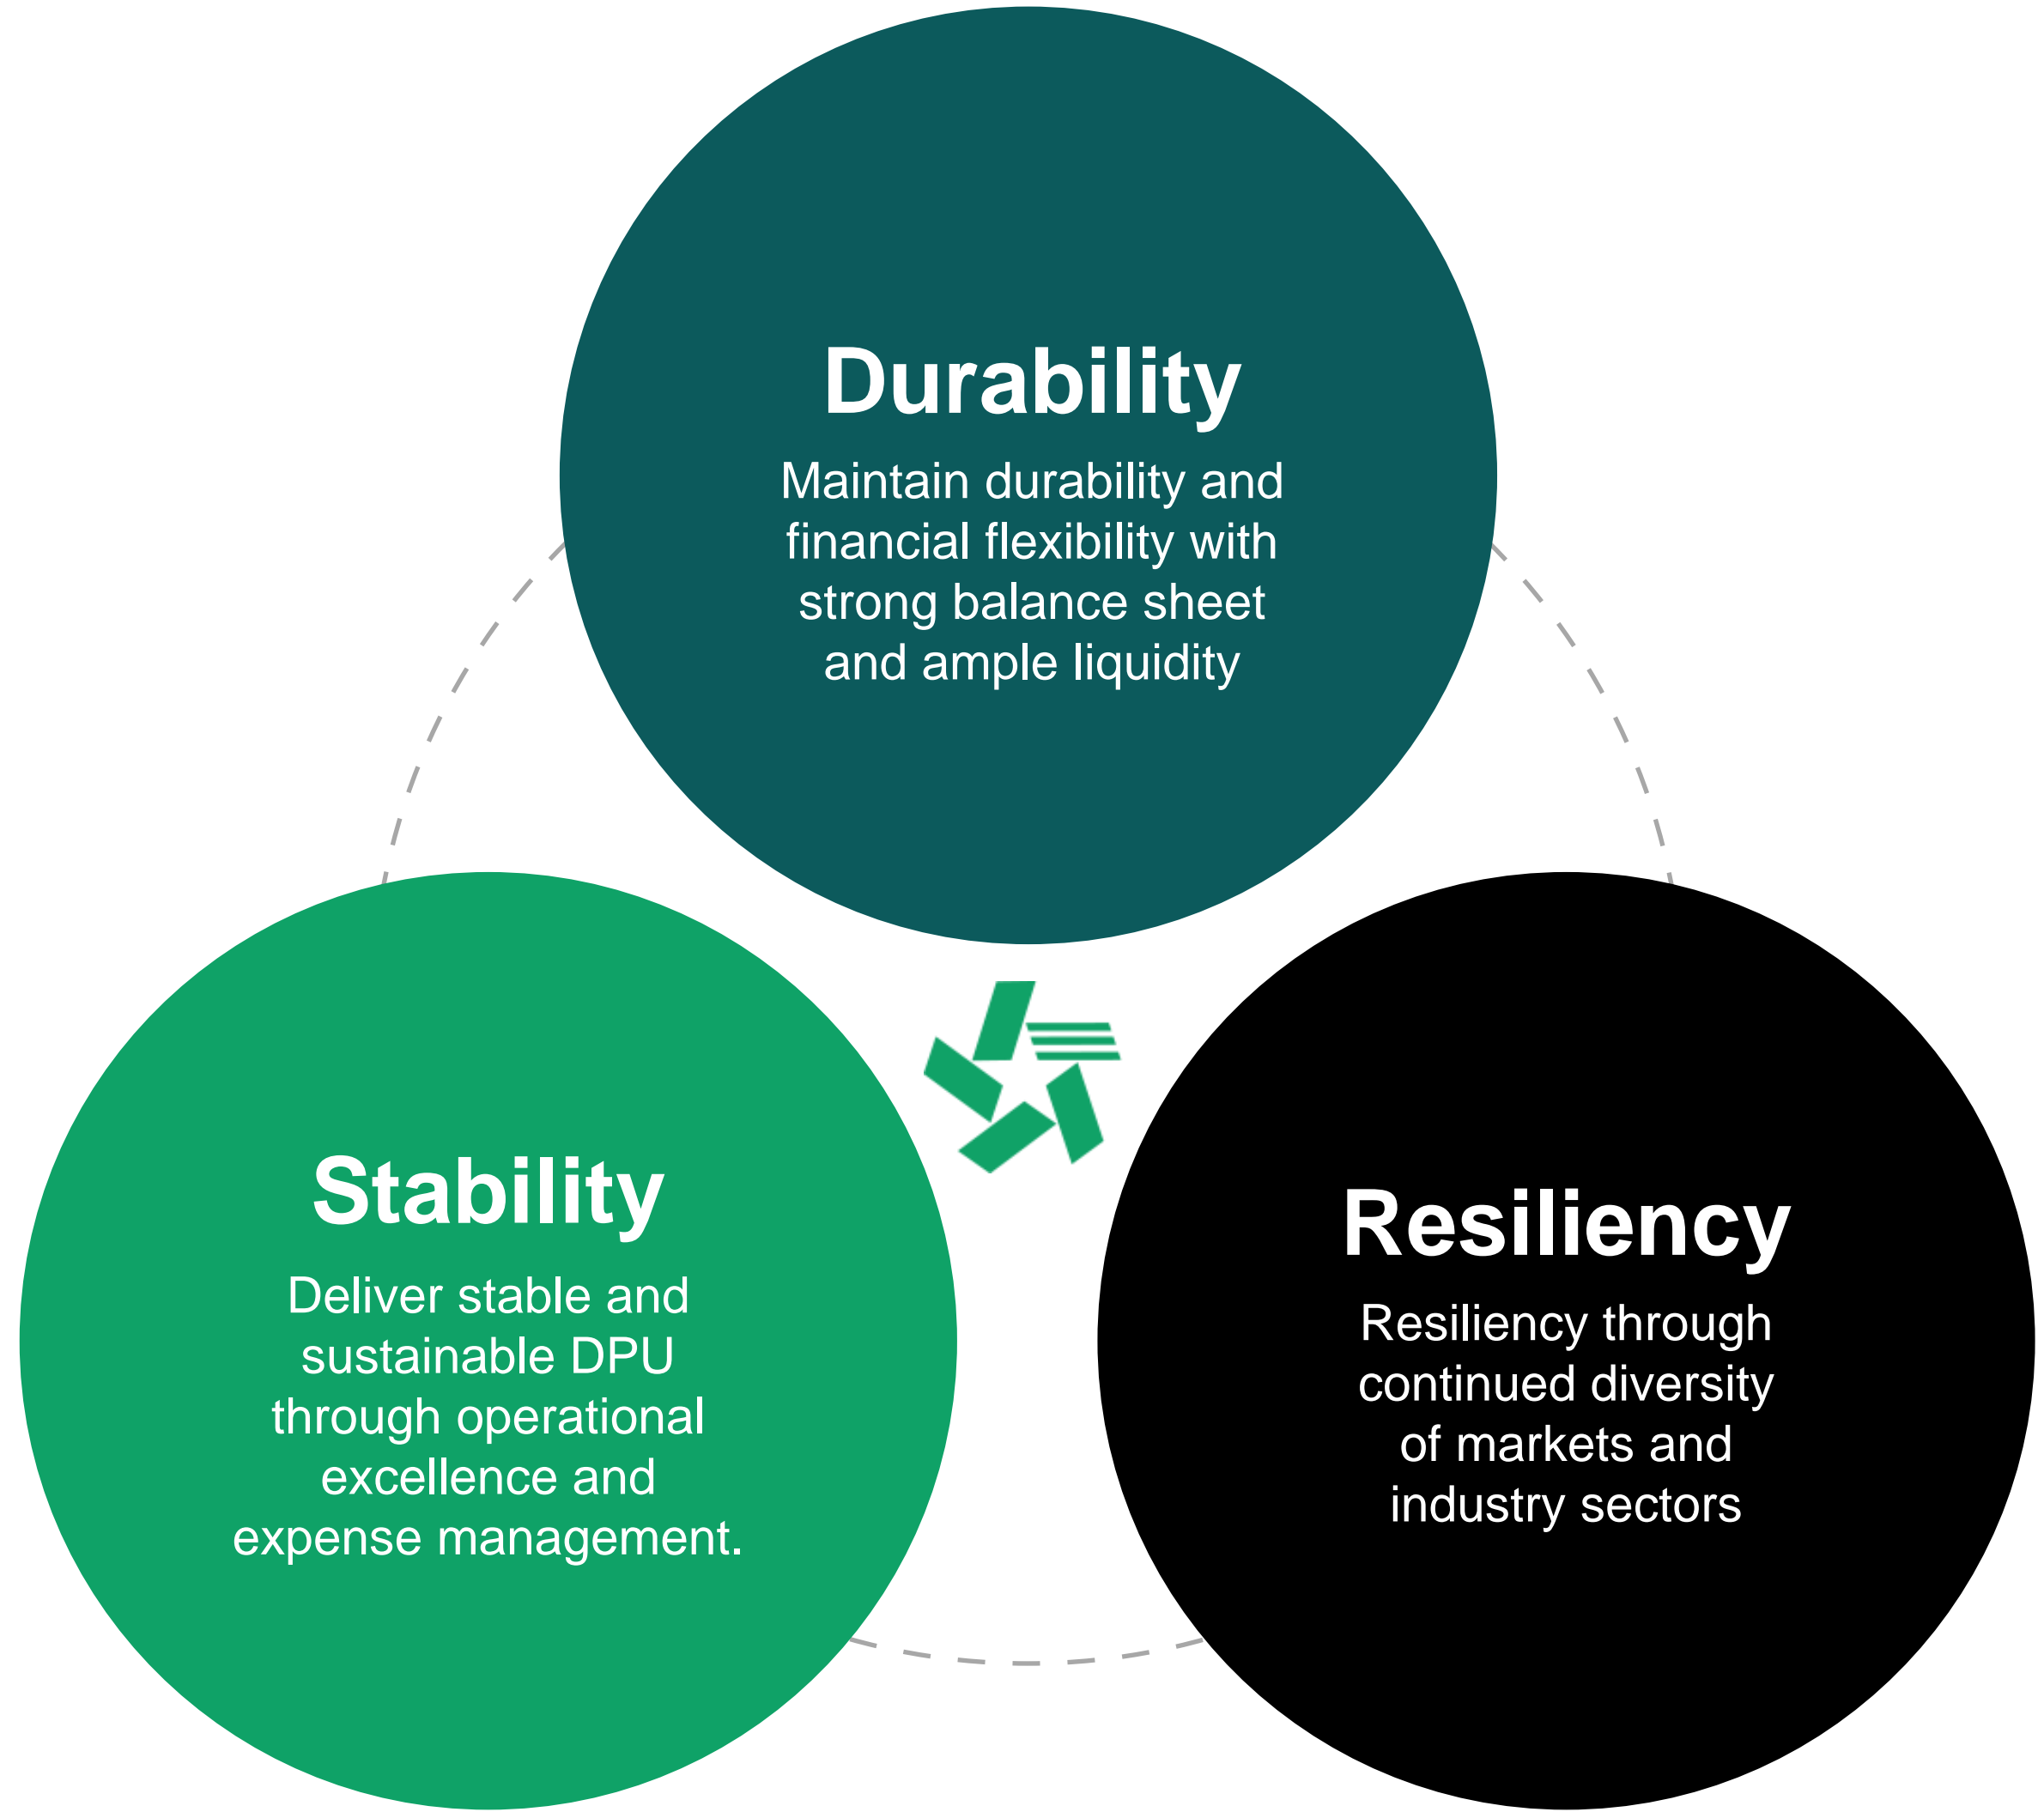 Durability
Maintain durability and
financial flexibility with
strong balance sheet
and ample liquidity
Stability
Deliver stable and
sustainable DPU
through operational
excellence and
expense management.
Resiliency
Resiliency through
continued diversity
of markets and
industry sectors